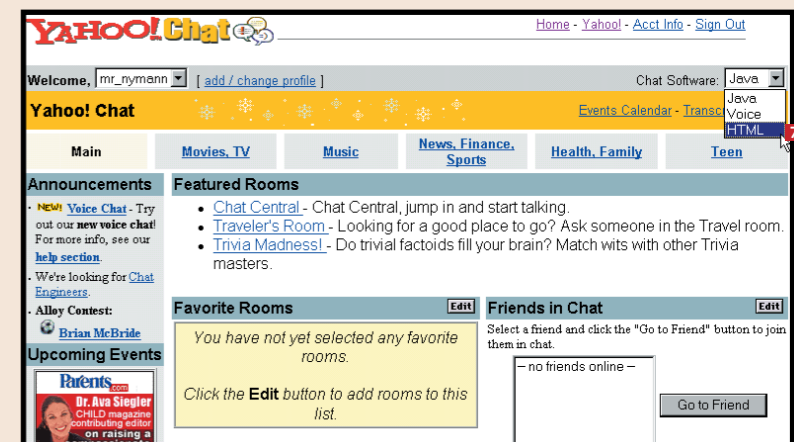 YAHOO! Chat
Home - Yahoo! - Acct Info - Sign Out
Welcome, mr_nymann [ add / change profile ]
Chat Software: Java
Java
Voice
HTML
7
Yahoo! Chat
Events Calendar - Transc
Main
Movies, TV
Music
News, Finance,
Sports
Health, Family
Teen
Announcements
· NEW! Voice Chat - Try
out our new voice chat!
For more info, see our
help section.
· We're looking for Chat
Engineers.
· Alloy Contest:
Brian McBride
Upcoming Events
Parents.com
Dr. Ava Siegler
CHILD magazine
contributing editor
on raising a
Featured Rooms
• Chat Central - Chat Central, jump in and start talking.
• Traveler's Room - Looking for a good place to go? Ask someone in the Travel room.
• Trivia Madness! - Do trivial factoids fill your brain? Match wits with other Trivia
masters.
Favorite Rooms Edit
You have not yet selected any favorite
rooms.
Click the Edit button to add rooms to this
list.
Friends in Chat Edit
Select a friend and click the "Go to Friend" button to join
them in chat.
-- no friends online --
Go to Friend